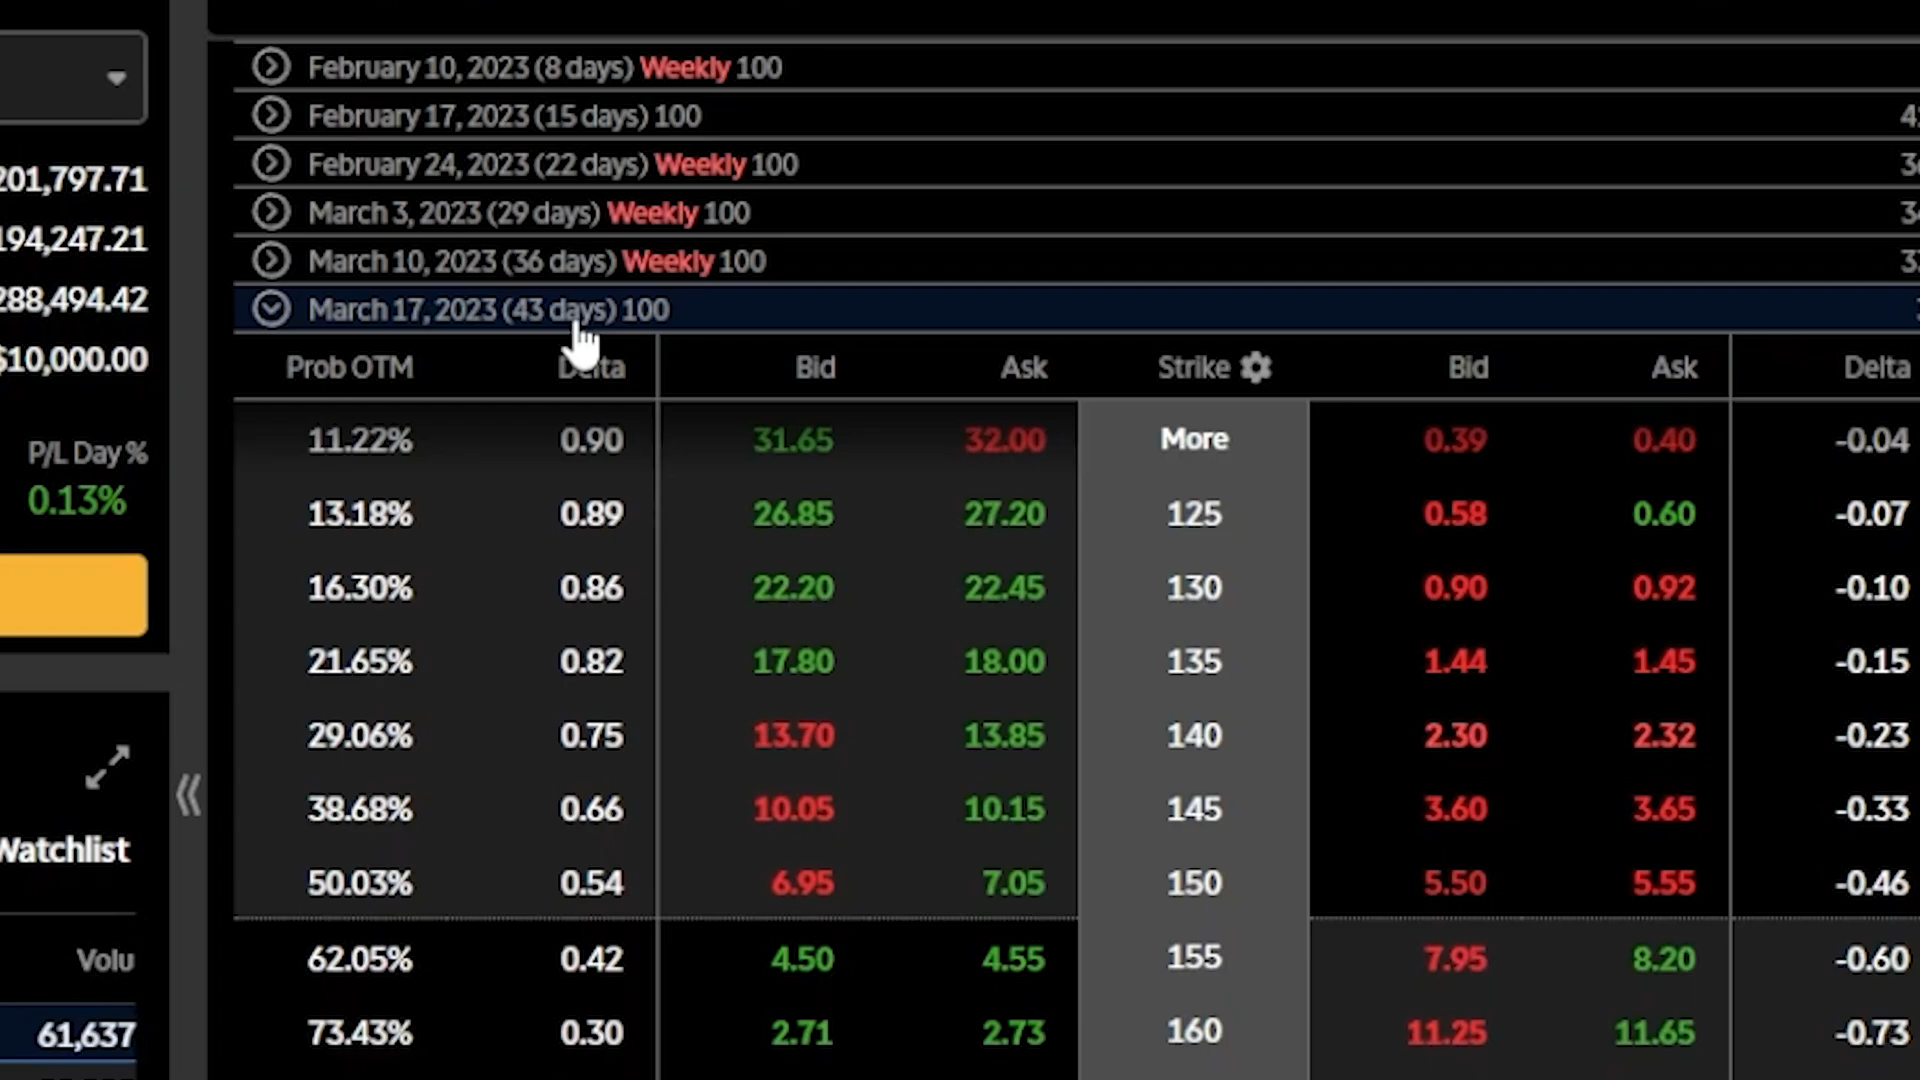 February 10, 2023 (8 days) Weekly 100
February 17, 2023 (15 days) 100
February 24, 2023 (22 days) Weekly 100
March 3, 2023 (29 days) Weekly 100
March 10, 2023 (36 days) Weekly 100
March 17, 2023 (43 days) 100
201,797.71
194,247.21
288,494.42
$10,000.00
P/L Day %
0.13%
Watchlist
Volu
61,637
Prob OTM Delta Bid Ask Strike Bid Ask Delta
11.22% 0.90 31.65 32.00 More 0.39 0.40 -0.04
13.18% 0.89 26.85 27.20 125 0.58 0.60 -0.07
16.30% 0.86 22.20 22.45 130 0.90 0.92 -0.10
21.65% 0.82 17.80 18.00 135 1.44 1.45 -0.15
29.06% 0.75 13.70 13.85 140 2.30 2.32 -0.23
38.68% 0.66 10.05 10.15 145 3.60 3.65 -0.33
50.03% 0.54 6.95 7.05 150 5.50 5.55 -0.46
62.05% 0.42 4.50 4.55 155 7.95 8.20 -0.60
73.43% 0.30 2.71 2.73 160 11.25 11.65 -0.73